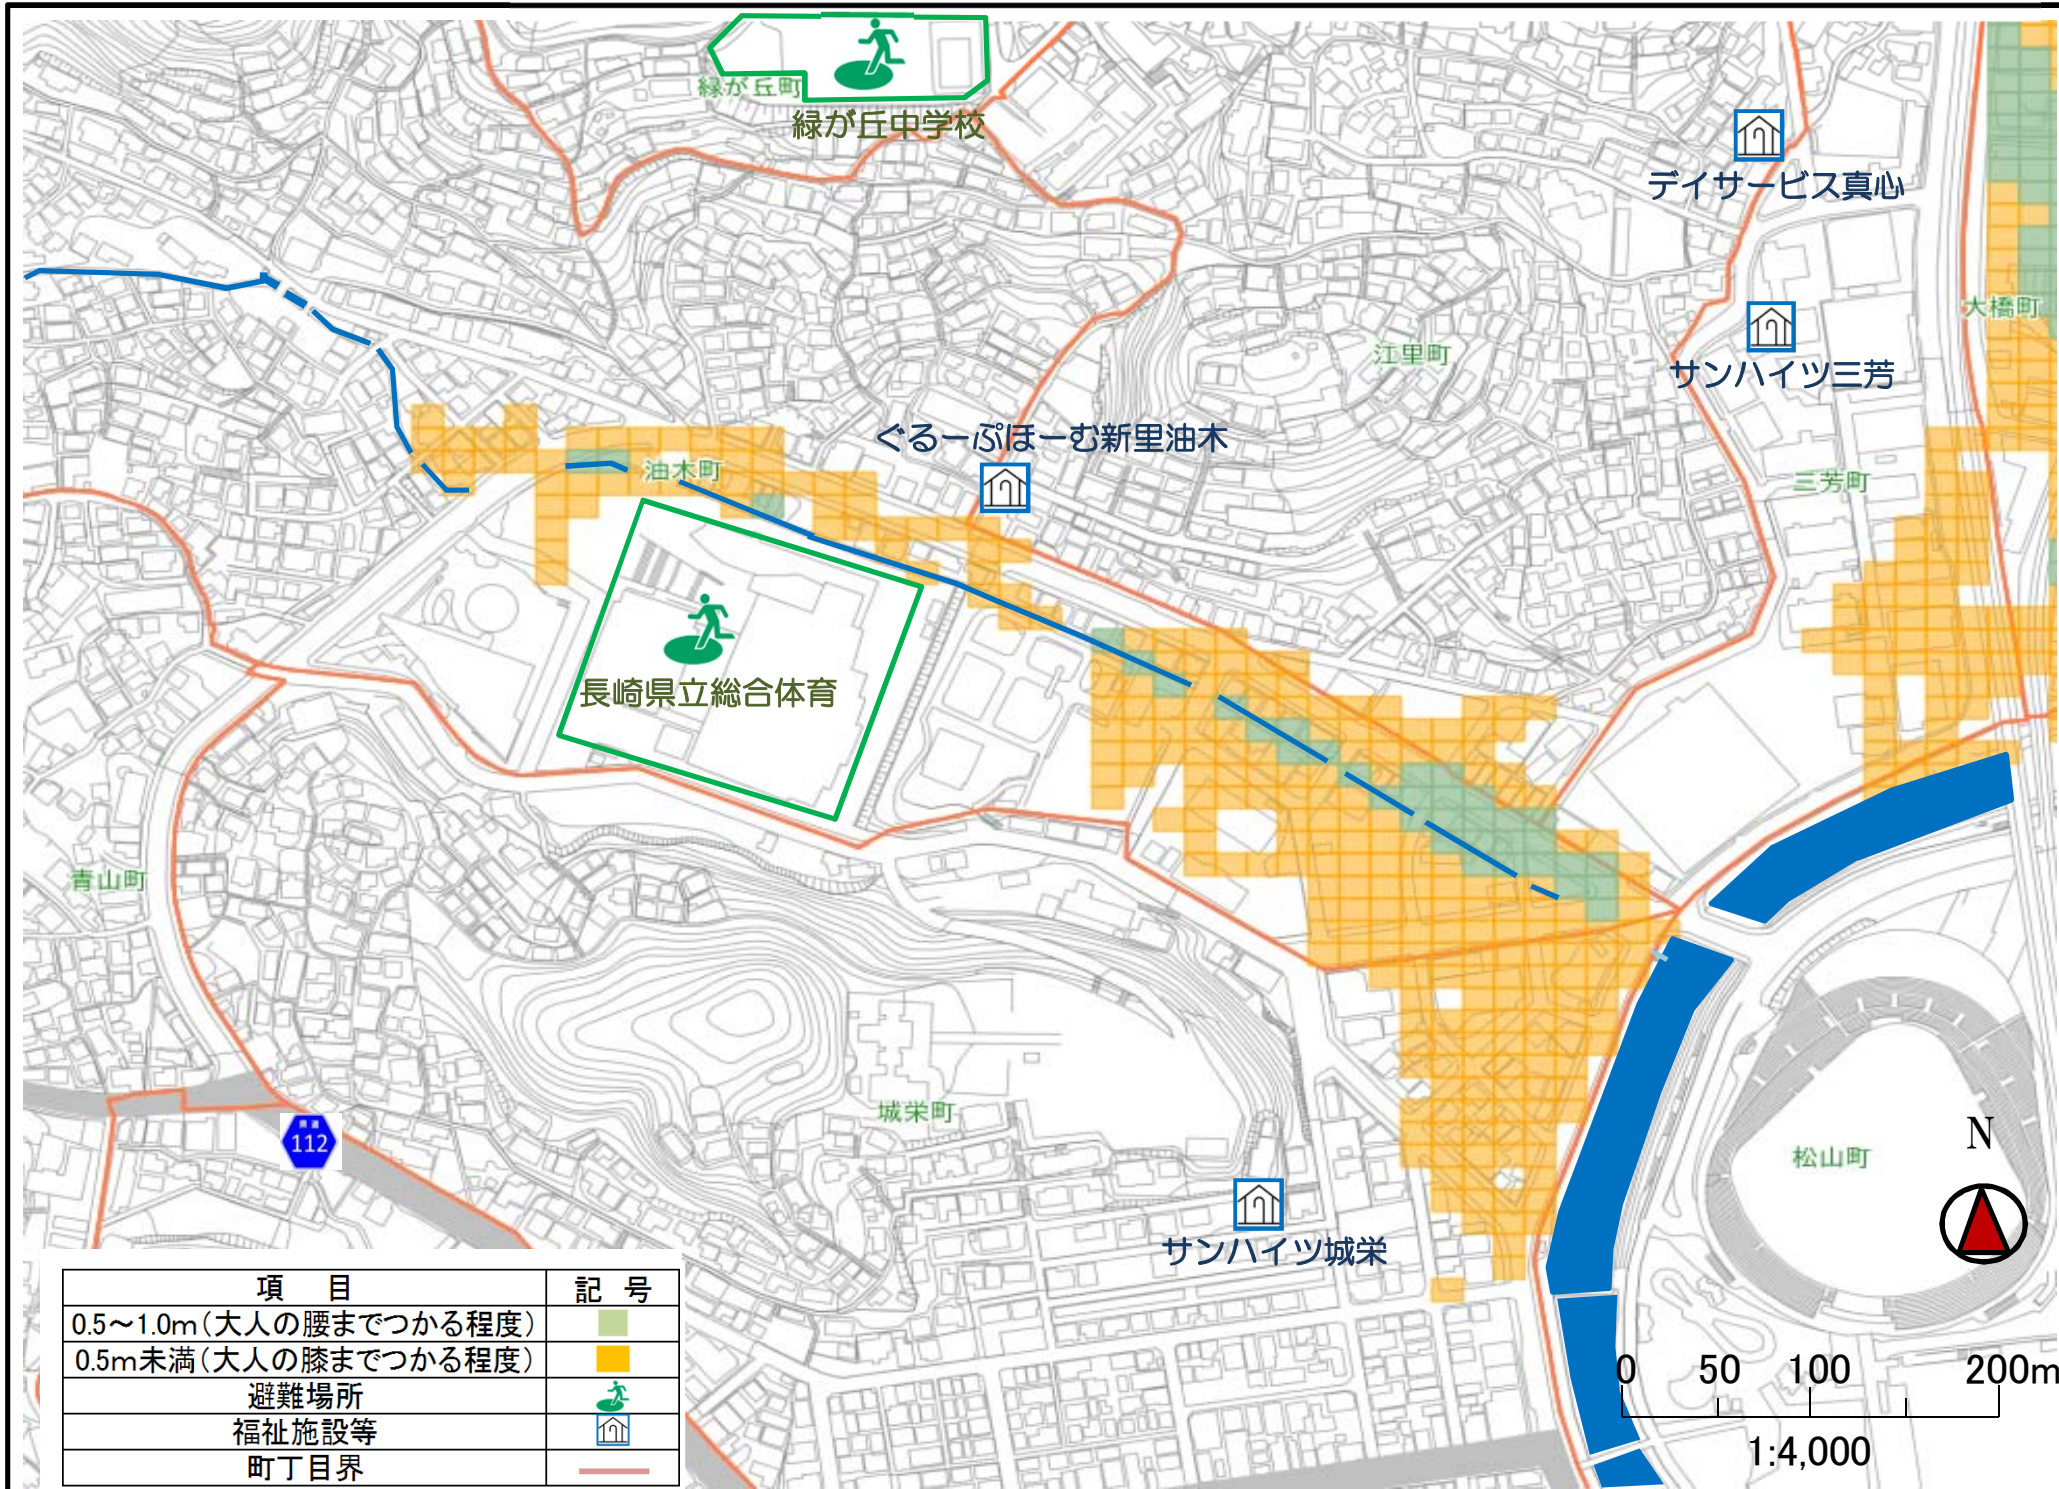 緑が丘町
緑が丘中学校
デイサービス真心
大橋町
江里町
サンハイツ三芳
ぐるーぷほーむ新里油木
油木町
三芳町
長崎県立総合体育
青山町
城栄町
県道
112
松山町
N
サンハイツ城栄
項 目 記 号
0.5～1.0m（大人の腰までつかる程度）
0.5m未満（大人の膝までつかる程度）
避難場所
福祉施設等
町丁目界
0 50 100 200m
1:4,000